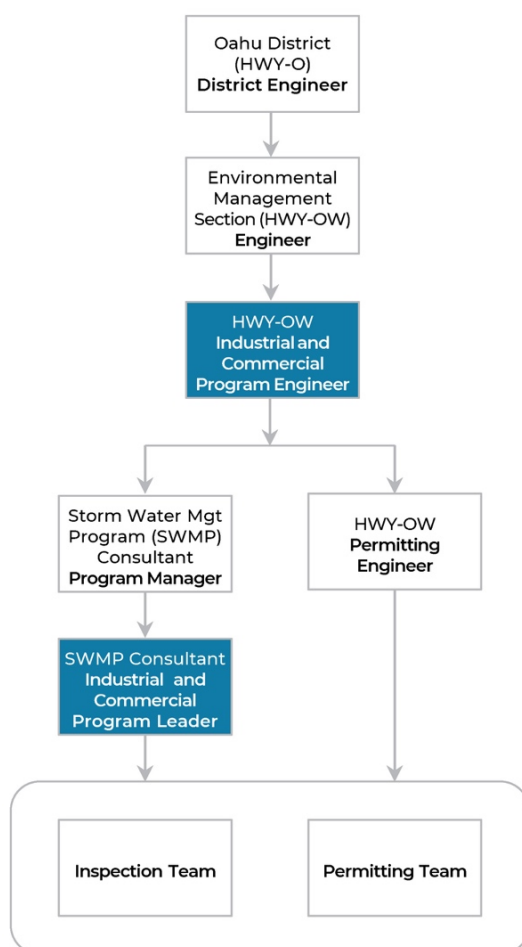 Oahu District
(HWY-O)
District Engineer
Environmental
Management
Section (HWY-OW)
Engineer
HWY-OW
Industrial and
Commercial
Program Engineer
Storm Water Mgt
Program (SWMP)
Consultant
Program Manager
HWY-OW
Permitting
Engineer
SWMP Consultant
Industrial and
Commercial
Program Leader
Inspection Team
Permitting Team